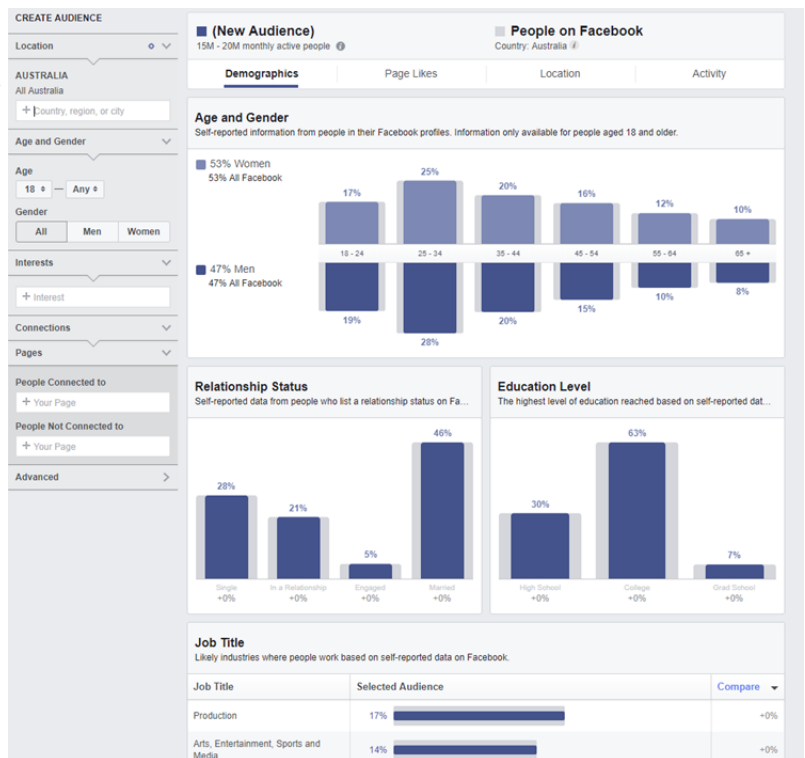 CREATE AUDIENCE
Location
AUSTRALIA
All Australia
+ Country, region, or city
Age and Gender
Age
18 — Any
Gender
All Men Women
Interests
+ Interest
Connections
Pages
People Connected to
+ Your Page
People Not Connected to
+ Your Page
Advanced
(New Audience)
15M - 20M monthly active people
People on Facebook
Country: Australia
Demographics Page Likes Location Activity
Age and Gender
Self-reported information from people in their Facebook profiles. Information only available for people aged 18 and older.
53% Women
53% All Facebook
17% 25% 20% 16% 12% 10%
18 - 24 25 - 34 35 - 44 45 - 54 55 - 64 65 +
47% Men
47% All Facebook
19% 28% 20% 15% 10% 8%
Relationship Status
Self-reported data from people who list a relationship status on Fa...
28% 21% 5% 46%
Single In a Relationship Engaged Married
+0% +0% +0% +0%
Education Level
The highest level of education reached based on self-reported dat...
30% 63% 7%
High School College Grad School
+0% +0% +0%
Job Title
Likely industries where people work based on self-reported data on Facebook.
Job Title Selected Audience Compare
Production 17% +0%
Arts, Entertainment, Sports and
Media 14% +0%